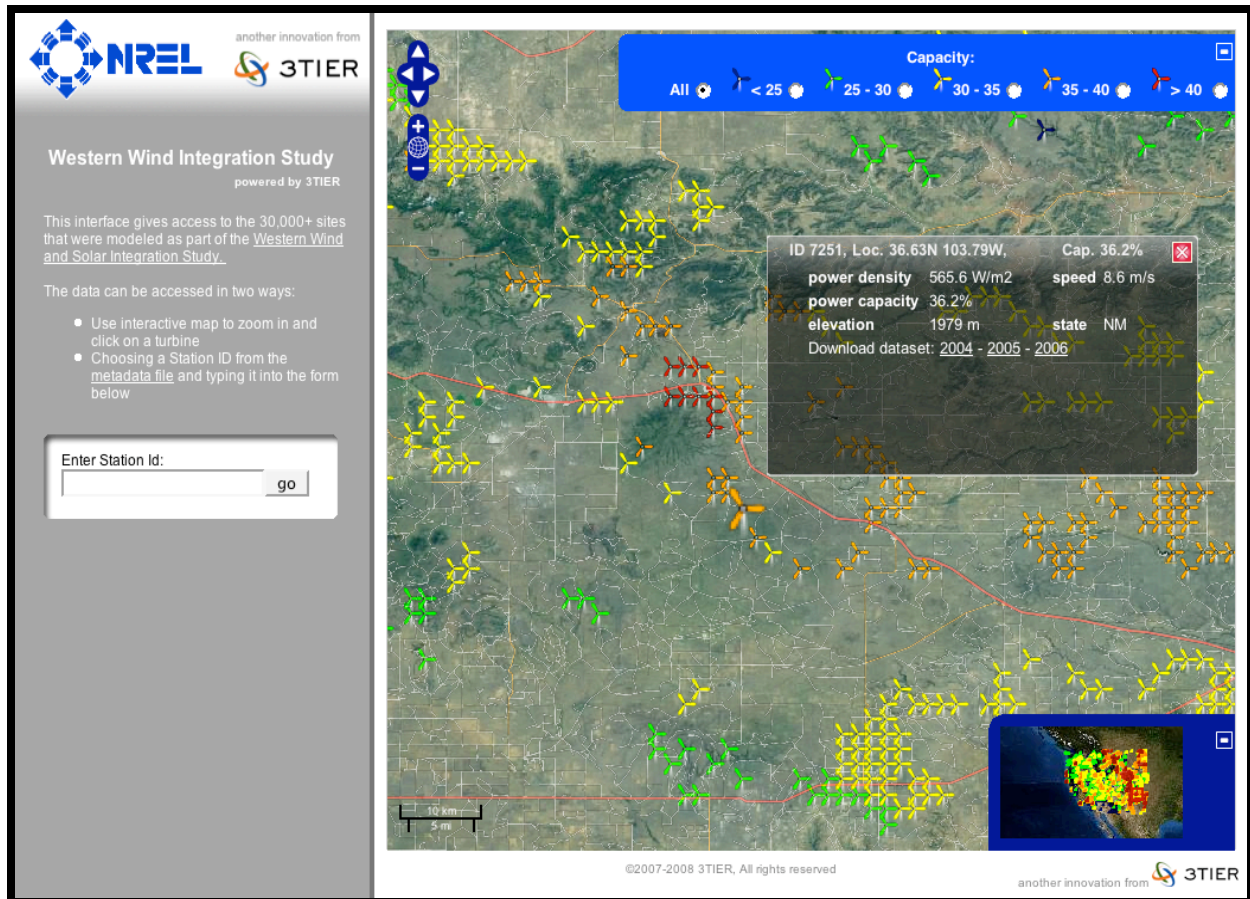 NREL
another innovation from
3TIER
Western Wind Integration Study
powered by 3TIER
This interface gives access to the 30,000+ sites
that were modeled as part of the Western Wind
and Solar Integration Study.
The data can be accessed in two ways:
Use interactive map to zoom in and
click on a turbine
Choosing a Station ID from the
metadata file and typing it into the form
below
Enter Station Id:
go
Capacity:
All < 25 25 - 30 30 - 35 35 - 40 > 40
ID 7251, Loc. 36.63N 103.79W, Cap. 36.2%
power density 565.6 W/m2 speed 8.6 m/s
power capacity 36.2%
elevation 1979 m state NM
Download dataset: 2004 - 2005 - 2006
10 km
5 mi
©2007-2008 3TIER, All rights reserved
another innovation from 3TIER